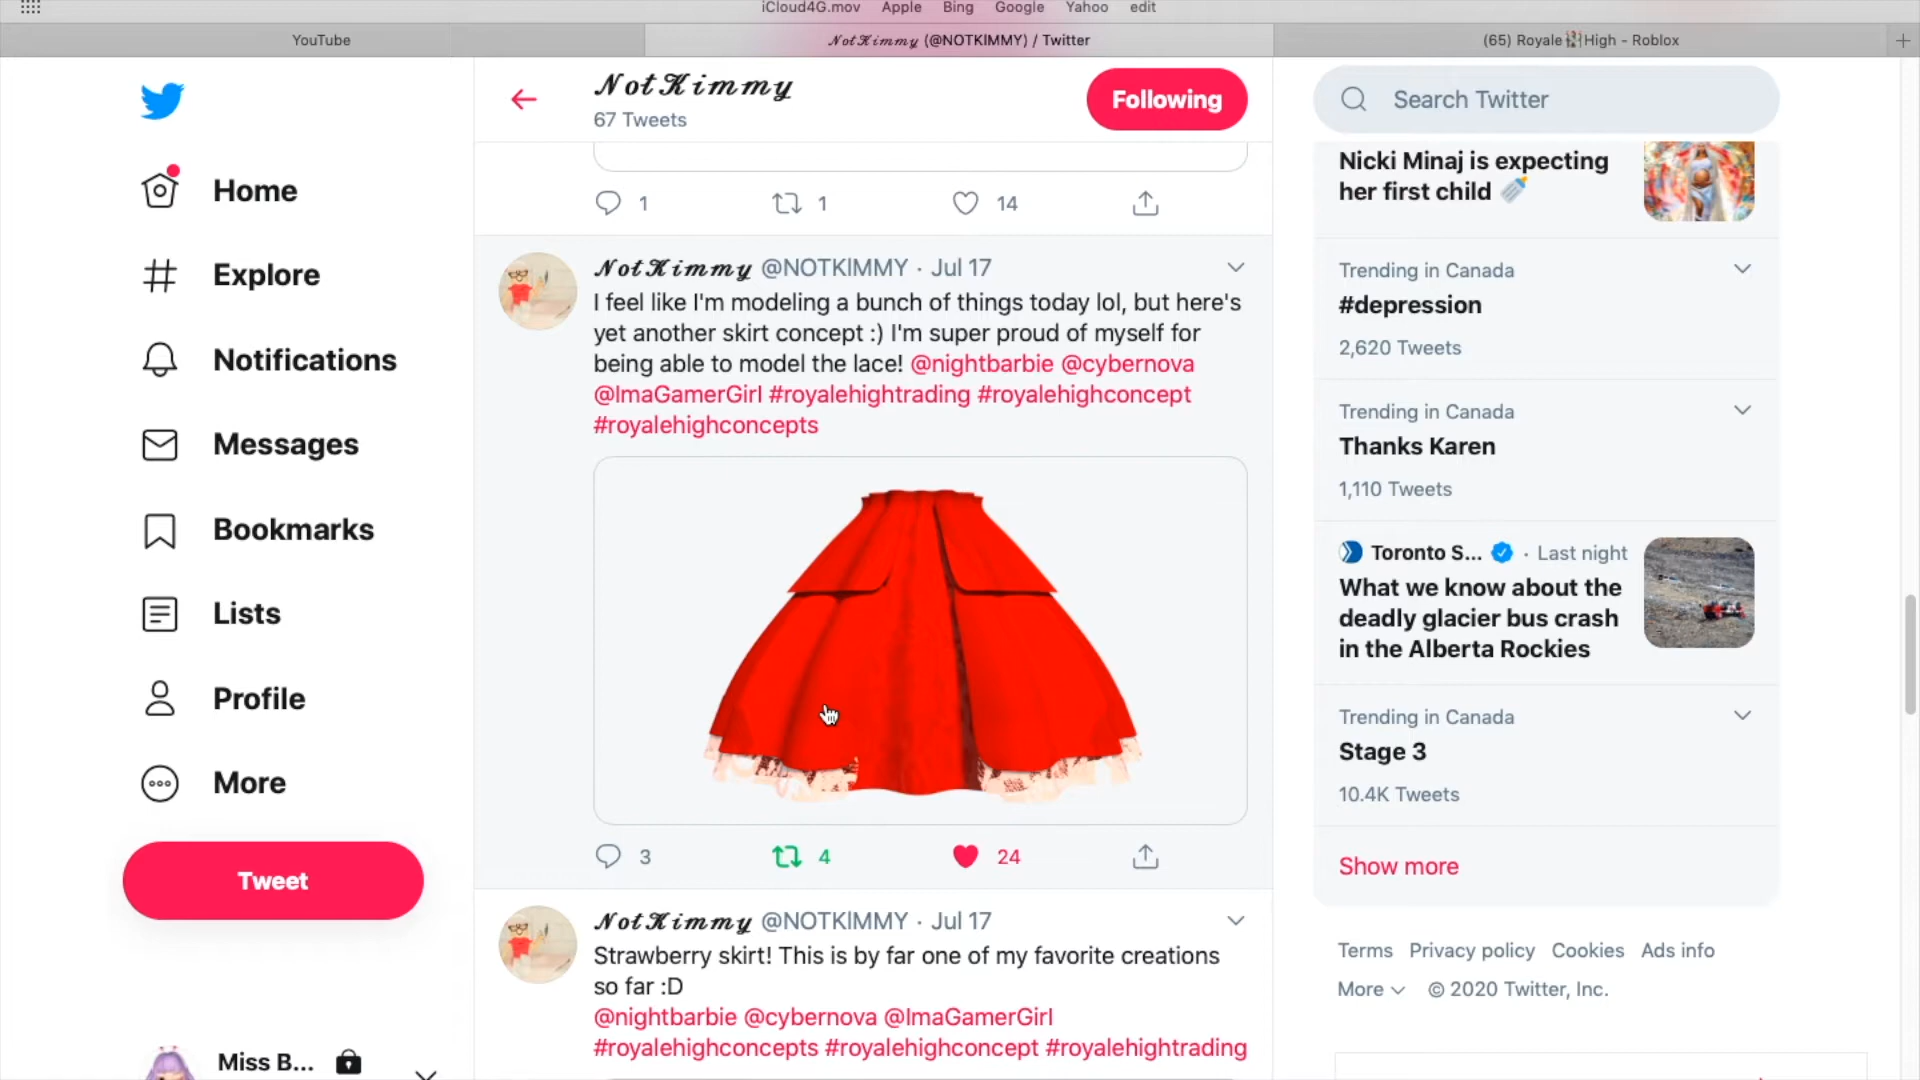 iCloud4G.mov Apple Bing Google Yahoo edit
YouTube
𝒩𝑜𝓉𝒦𝒾𝓂𝓂𝓎 (@NOTKIMMY) / Twitter
(65) Royale🏰High - Roblox
Home
Explore
Notifications
Messages
Bookmarks
Lists
Profile
More
Tweet
Miss B...
𝒩𝑜𝓉𝒦𝒾𝓂𝓂𝓎
67 Tweets
Following
1 1 14
𝒩𝑜𝓉𝒦𝒾𝓂𝓂𝓎 @NOTKIMMY · Jul 17
I feel like I'm modeling a bunch of things today lol, but here's
yet another skirt concept :) I'm super proud of myself for
being able to model the lace! @nightbarbie @cybernova
@ImaGamerGirl #royalehightrading #royalehighconcept
#royalehighconcepts
3 4 24
𝒩𝑜𝓉𝒦𝒾𝓂𝓂𝓎 @NOTKIMMY · Jul 17
Strawberry skirt! This is by far one of my favorite creations
so far :D
@nightbarbie @cybernova @ImaGamerGirl
#royalehighconcepts #royalehighconcept #royalehightrading
Search Twitter
Nicki Minaj is expecting
her first child 🍼
Trending in Canada
#depression
2,620 Tweets
Trending in Canada
Thanks Karen
1,110 Tweets
Toronto S... · Last night
What we know about the
deadly glacier bus crash
in the Alberta Rockies
Trending in Canada
Stage 3
10.4K Tweets
Show more
Terms Privacy policy Cookies Ads info
More © 2020 Twitter, Inc.